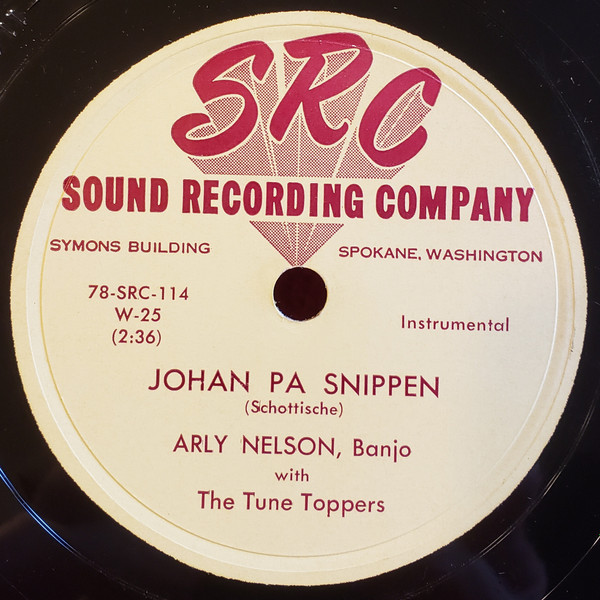 SRC
SOUND RECORDING COMPANY
SYMONS BUILDING
SPOKANE, WASHINGTON
78-SRC-114
W-25
(2:36)
Instrumental
JOHAN PA SNIPPEN
(Schottische)
ARLY NELSON, Banjo
with
The Tune Toppers